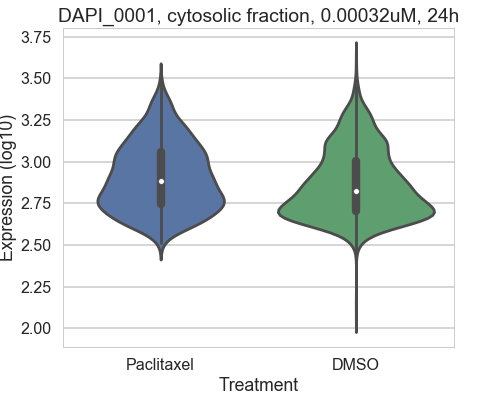 DAPI_0001, cytosolic fraction, 0.00032uM, 24h
3.75
3.50
3.25
3.00
2.75
2.50
2.25
2.00
Expression (log10)
Paclitaxel DMSO
Treatment